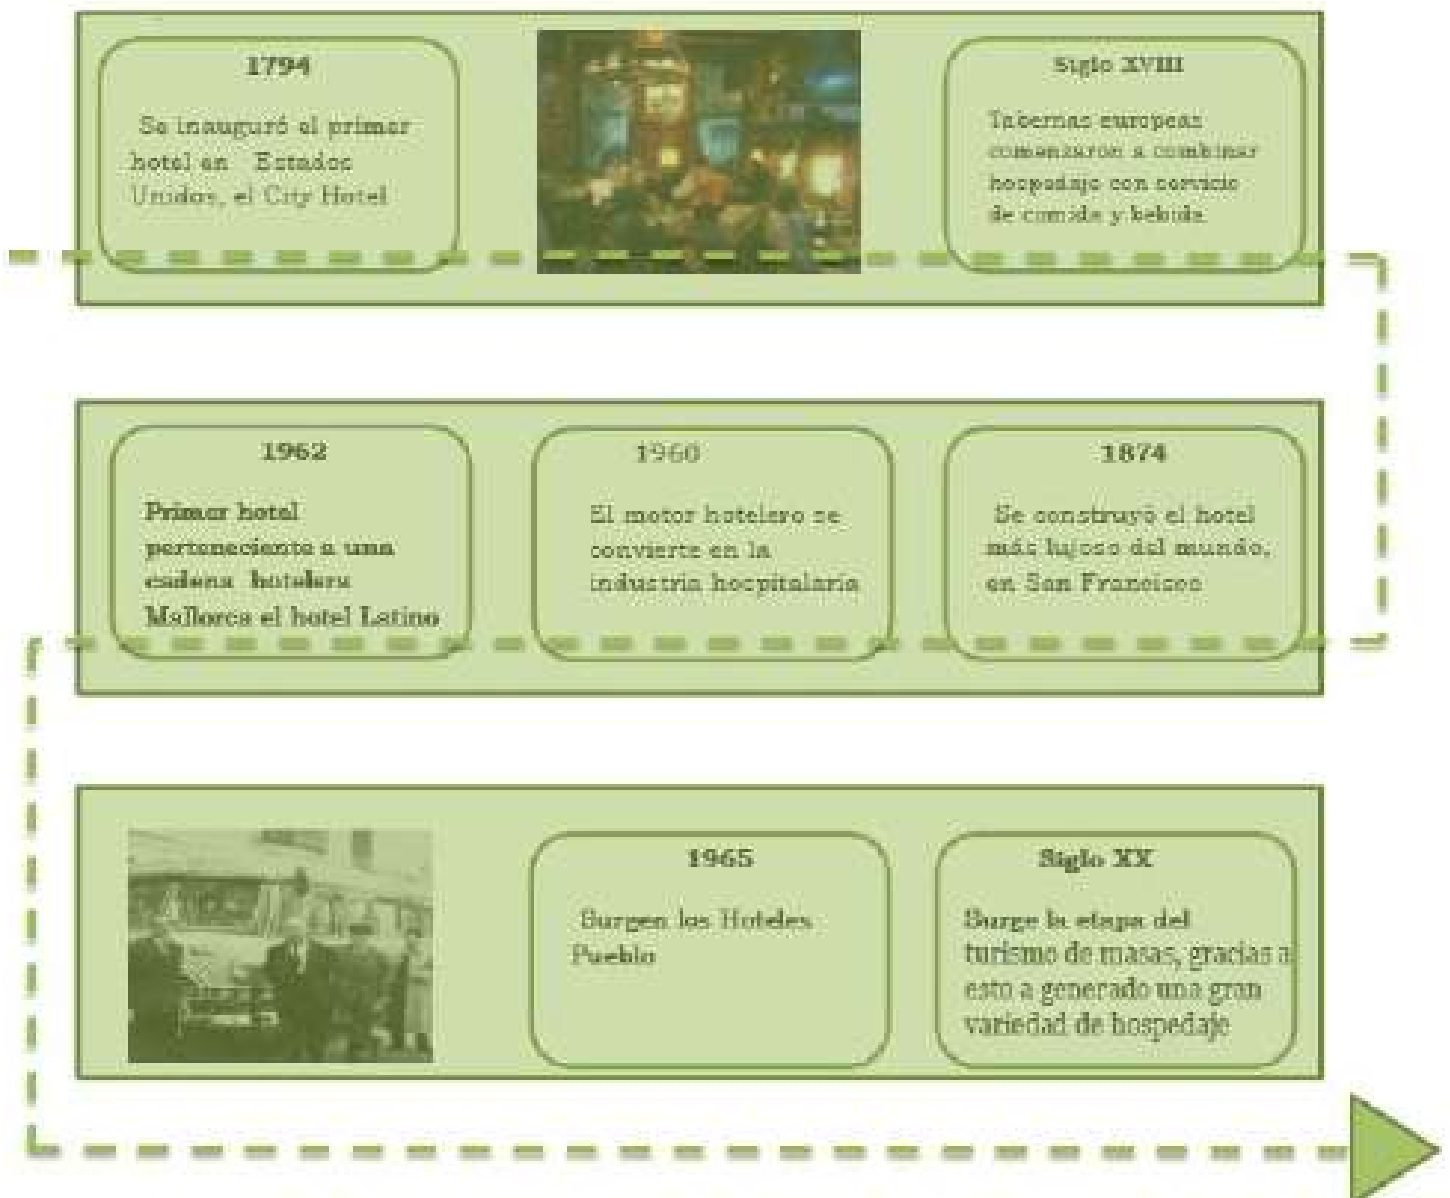 1794
Se inauguró el primer
hotel en Estados
Unidos, el City Hotel
Siglo XVIII
Tabernas europeas
comenzaron a combinar
hospedaje con servicio
de comida y bebida
1962
Primer hotel
perteneciente a una
cadena hotelera
Mallorca el hotel Latino
1960
El motor hotelero se
convierte en la
industria hospitalaria
1874
Se construyó el hotel
más lujoso del mundo,
en San Francisco
1965
Surgen los Hoteles
Pueblo
Siglo XX
Surge la etapa del
turismo de masas, gracias a
esto a generado una gran
variedad de hospedaje